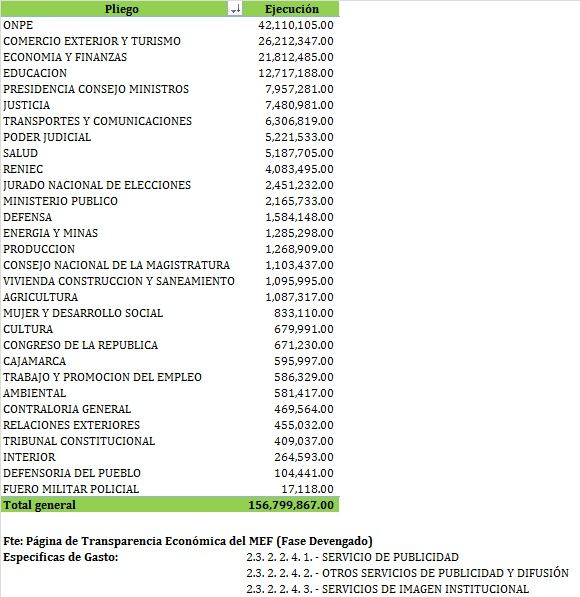 Pliego Ejecución
ONPE 42,110,105.00
COMERCIO EXTERIOR Y TURISMO 26,212,347.00
ECONOMIA Y FINANZAS 21,812,485.00
EDUCACION 12,717,188.00
PRESIDENCIA CONSEJO MINISTROS 7,957,281.00
JUSTICIA 7,480,981.00
TRANSPORTES Y COMUNICACIONES 6,306,819.00
PODER JUDICIAL 5,221,533.00
SALUD 5,187,705.00
RENIEC 4,083,495.00
JURADO NACIONAL DE ELECCIONES 2,451,232.00
MINISTERIO PUBLICO 2,165,733.00
DEFENSA 1,584,148.00
ENERGIA Y MINAS 1,285,298.00
PRODUCCION 1,268,909.00
CONSEJO NACIONAL DE LA MAGISTRATURA 1,103,437.00
VIVIENDA CONSTRUCCION Y SANEAMIENTO 1,095,995.00
AGRICULTURA 1,087,317.00
MUJER Y DESARROLLO SOCIAL 833,110.00
CULTURA 679,991.00
CONGRESO DE LA REPUBLICA 671,230.00
CAJAMARCA 595,997.00
TRABAJO Y PROMOCION DEL EMPLEO 586,329.00
AMBIENTAL 581,417.00
CONTRALORIA GENERAL 469,564.00
RELACIONES EXTERIORES 455,032.00
TRIBUNAL CONSTITUCIONAL 409,037.00
INTERIOR 264,593.00
DEFENSORIA DEL PUEBLO 104,441.00
FUERO MILITAR POLICIAL 17,118.00
Total general 156,799,867.00
Fte: Página de Transparencia Económica del MEF (Fase Devengado)
Especificas de Gasto: 2.3. 2. 2. 4. 1. - SERVICIO DE PUBLICIDAD
2.3. 2. 2. 4. 2. - OTROS SERVICIOS DE PUBLICIDAD Y DIFUSIÓN
2.3. 2. 2. 4. 3. - SERVICIOS DE IMAGEN INSTITUCIONAL